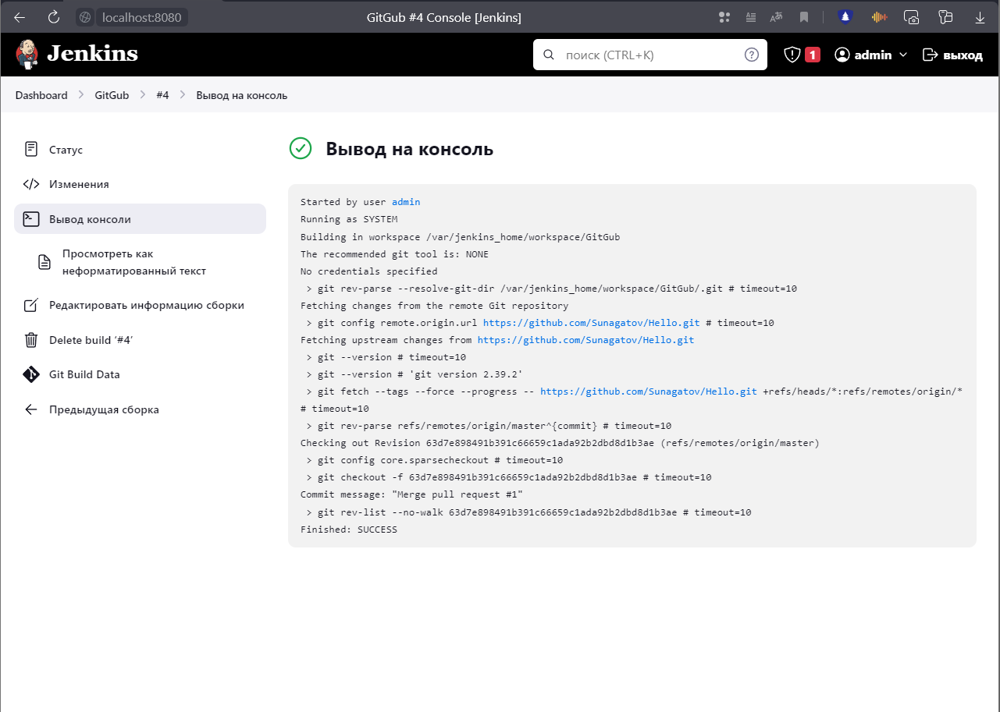 localhost:8080
GitGub #4 Console [Jenkins]
Jenkins
поиск (CTRL+K)
1
admin
выход
Dashboard
GitGub
#4
Вывод на консоль
Статус
Изменения
Вывод консоли
Просмотреть как
неформатированный текст
Редактировать информацию сборки
Delete build ‘#4’
Git Build Data
Предыдущая сборка
Вывод на консоль
Started by user admin
Running as SYSTEM
Building in workspace /var/jenkins_home/workspace/GitGub
The recommended git tool is: NONE
No credentials specified
> git rev-parse --resolve-git-dir /var/jenkins_home/workspace/GitGub/.git # timeout=10
Fetching changes from the remote Git repository
> git config remote.origin.url https://github.com/Sunagatov/Hello.git # timeout=10
Fetching upstream changes from https://github.com/Sunagatov/Hello.git
> git --version # timeout=10
> git --version # 'git version 2.39.2'
> git fetch --tags --force --progress -- https://github.com/Sunagatov/Hello.git +refs/heads/*:refs/remotes/origin/*
# timeout=10
> git rev-parse refs/remotes/origin/master^{commit} # timeout=10
Checking out Revision 63d7e898491b391c66659c1ada92b2dbd8d1b3ae (refs/remotes/origin/master)
> git config core.sparsecheckout # timeout=10
> git checkout -f 63d7e898491b391c66659c1ada92b2dbd8d1b3ae # timeout=10
Commit message: "Merge pull request #1"
> git rev-list --no-walk 63d7e898491b391c66659c1ada92b2dbd8d1b3ae # timeout=10
Finished: SUCCESS